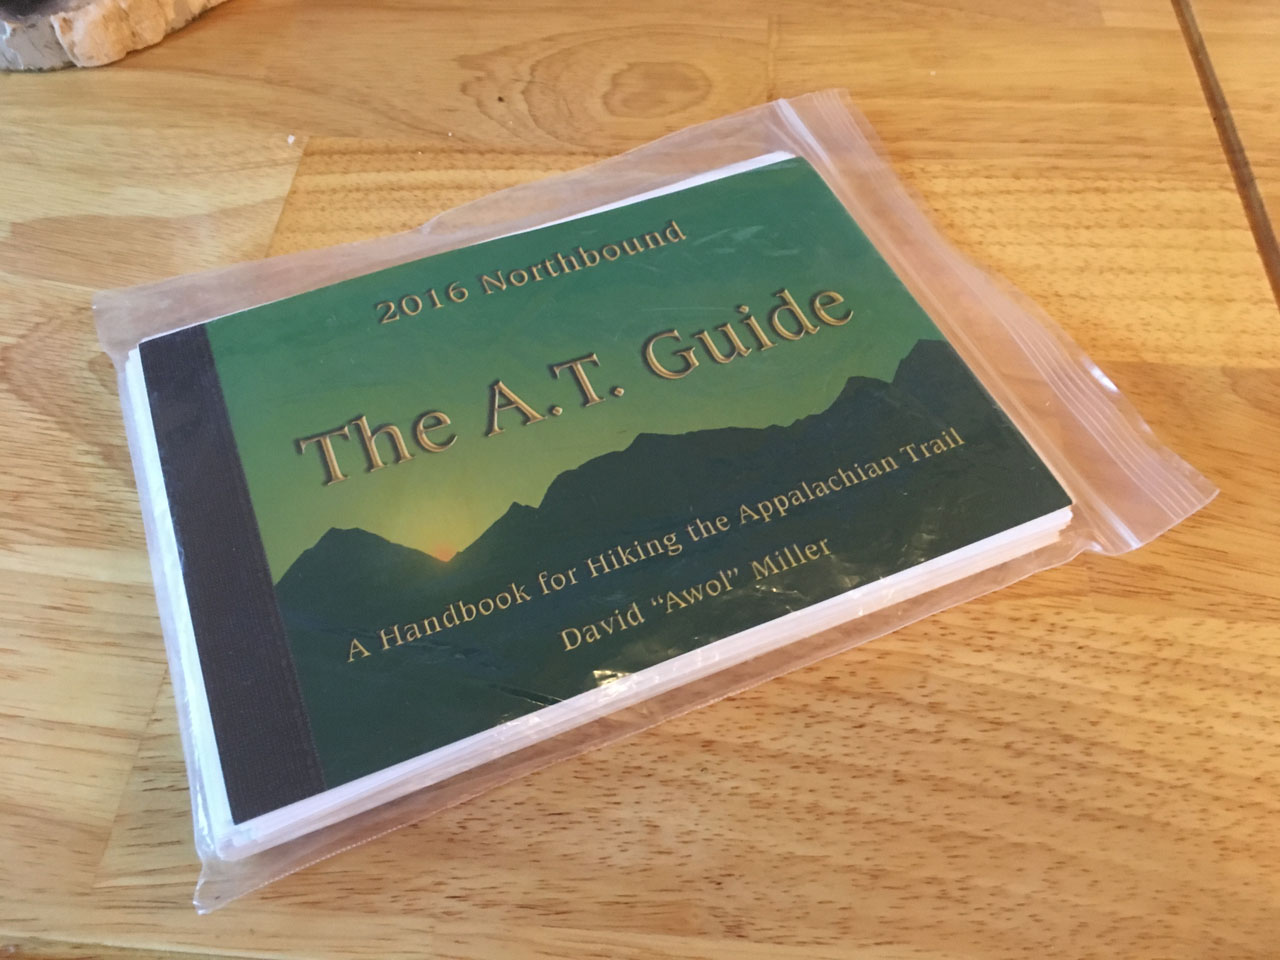 2016 Northbound
The A.T. Guide
A Handbook for Hiking the Appalachian Trail
David “Awol” Miller